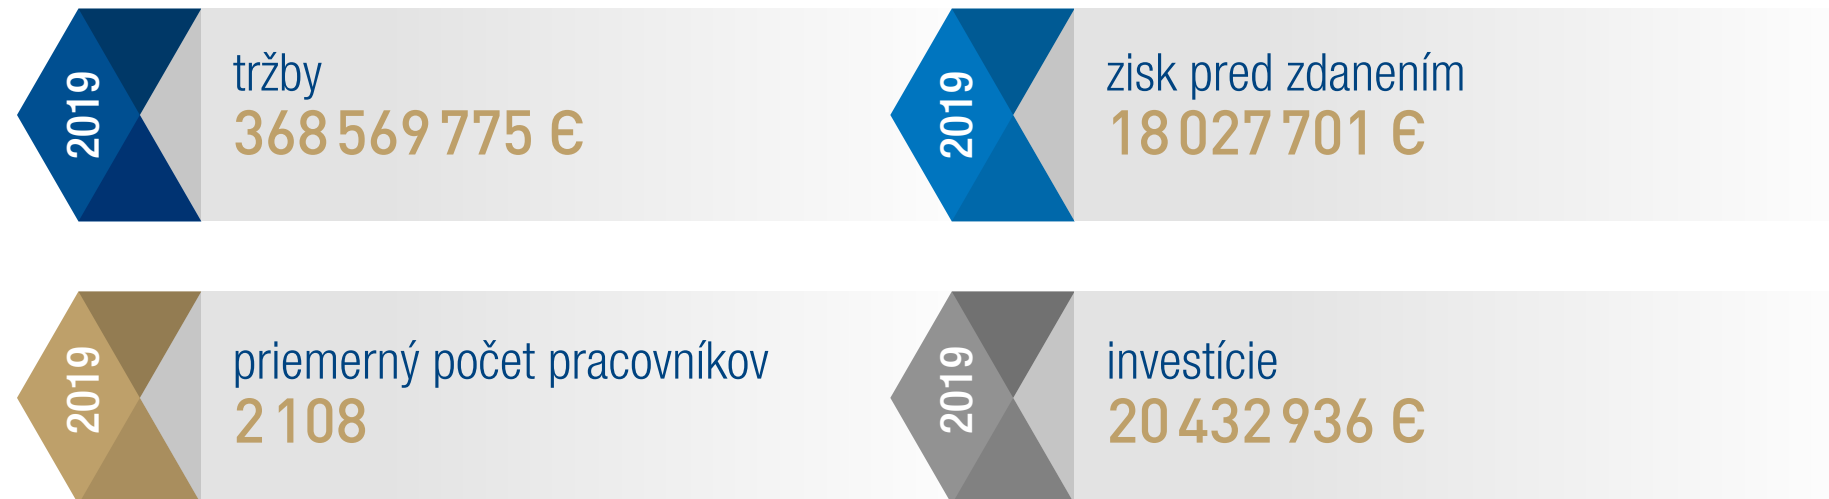 2019
tržby
368 569 775 €
2019
zisk pred zdanením
18 027 701 €
2019
priemerný počet pracovníkov
2 108
2019
investície
20 432 936 €